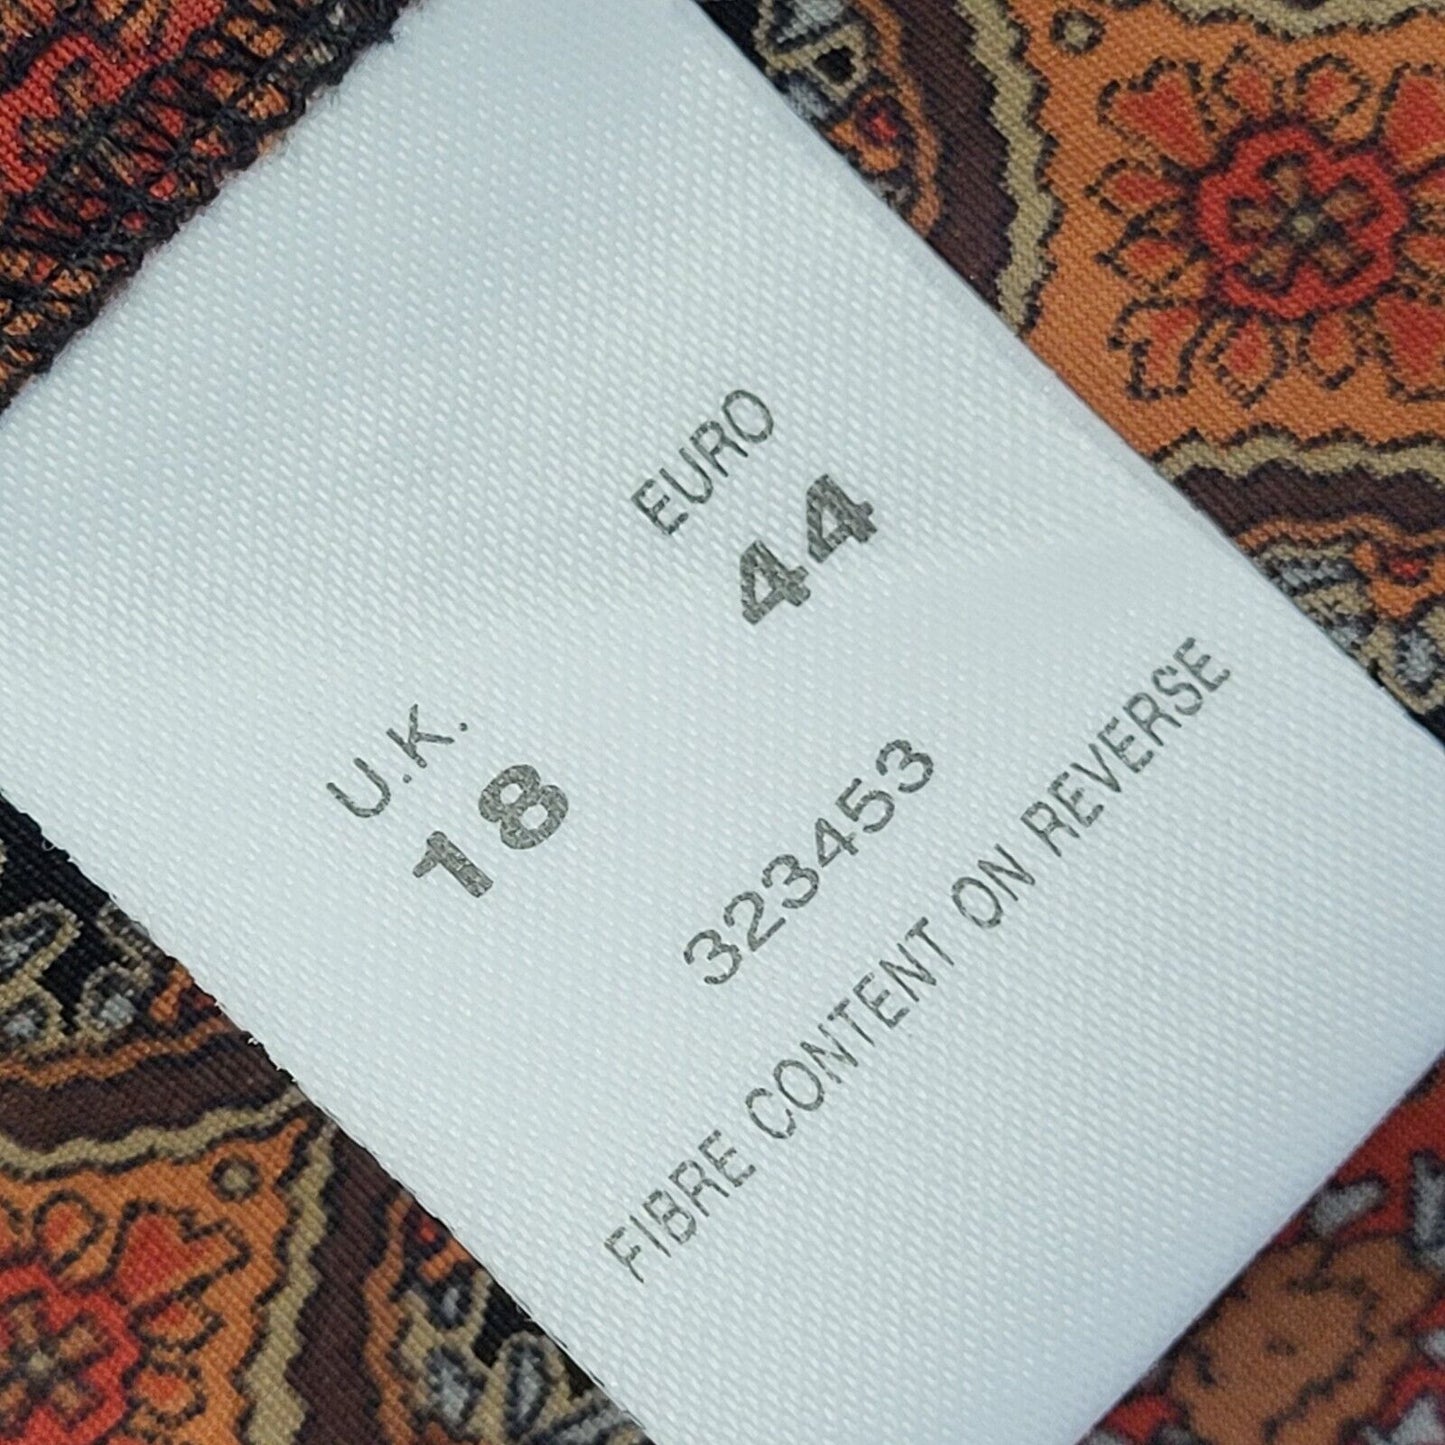 U.K. EURO
18 44
323453
FIBRE CONTENT ON REVERSE